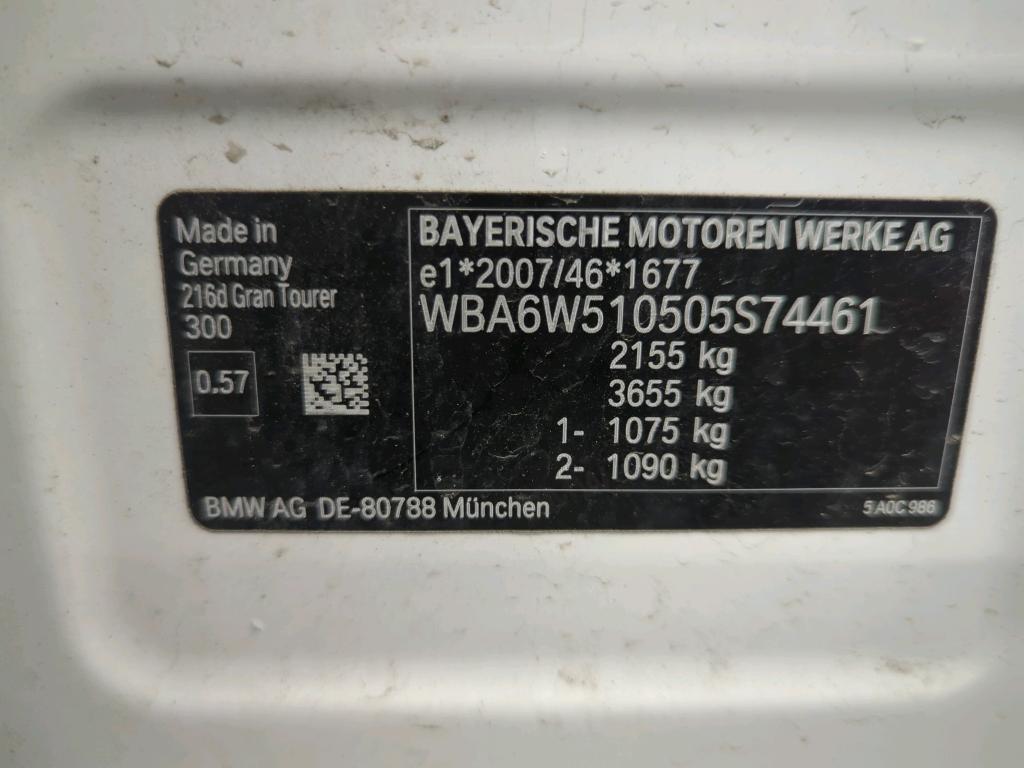 Made in
Germany
216d Gran Tourer
300
0.57
BAYERISCHE MOTOREN WERKE AG
e1*2007/46*1677
WBA6W510505S74461
2155 kg
3655 kg
1- 1075 kg
2- 1090 kg
BMW AG DE-80788 München
5 A0C 986